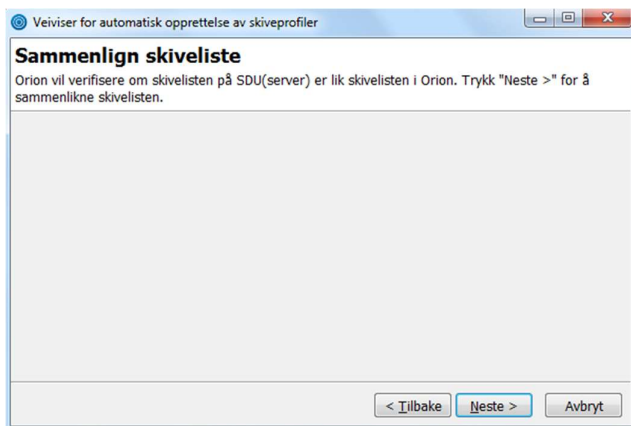 Veiviser for automatisk opprettelse av skiveprofiler
Sammenlign skiveliste
Orion vil verifisere om skivelisten på SDU(server) er lik skivelisten i Orion. Trykk "Neste >" for å
sammenlikne skivelisten.
< Tilbake Neste > Avbryt